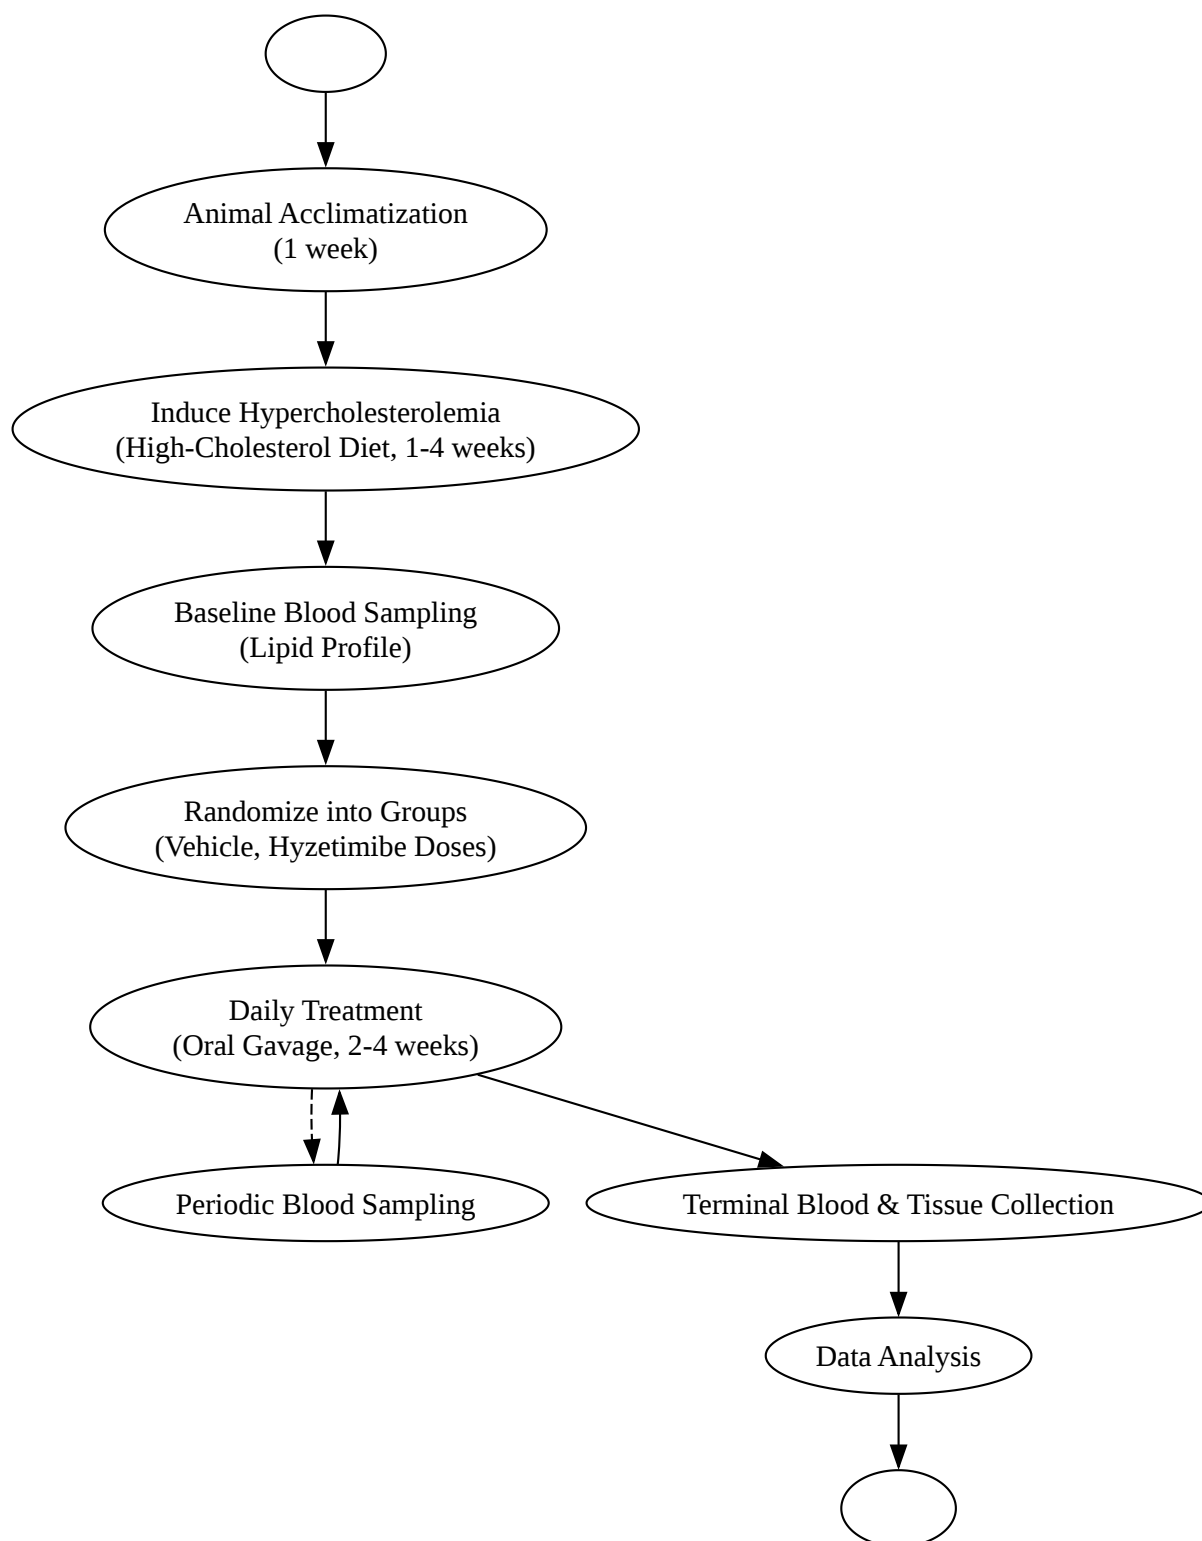 Animal Acclimatization
(1 week)
Induce Hypercholesterolemia
(High-Cholesterol Diet, 1-4 weeks)
Baseline Blood Sampling
(Lipid Profile)
Randomize into Groups
(Vehicle, Hyzetimibe Doses)
Daily Treatment
(Oral Gavage, 2-4 weeks)
Periodic Blood Sampling
Terminal Blood & Tissue Collection
Data Analysis